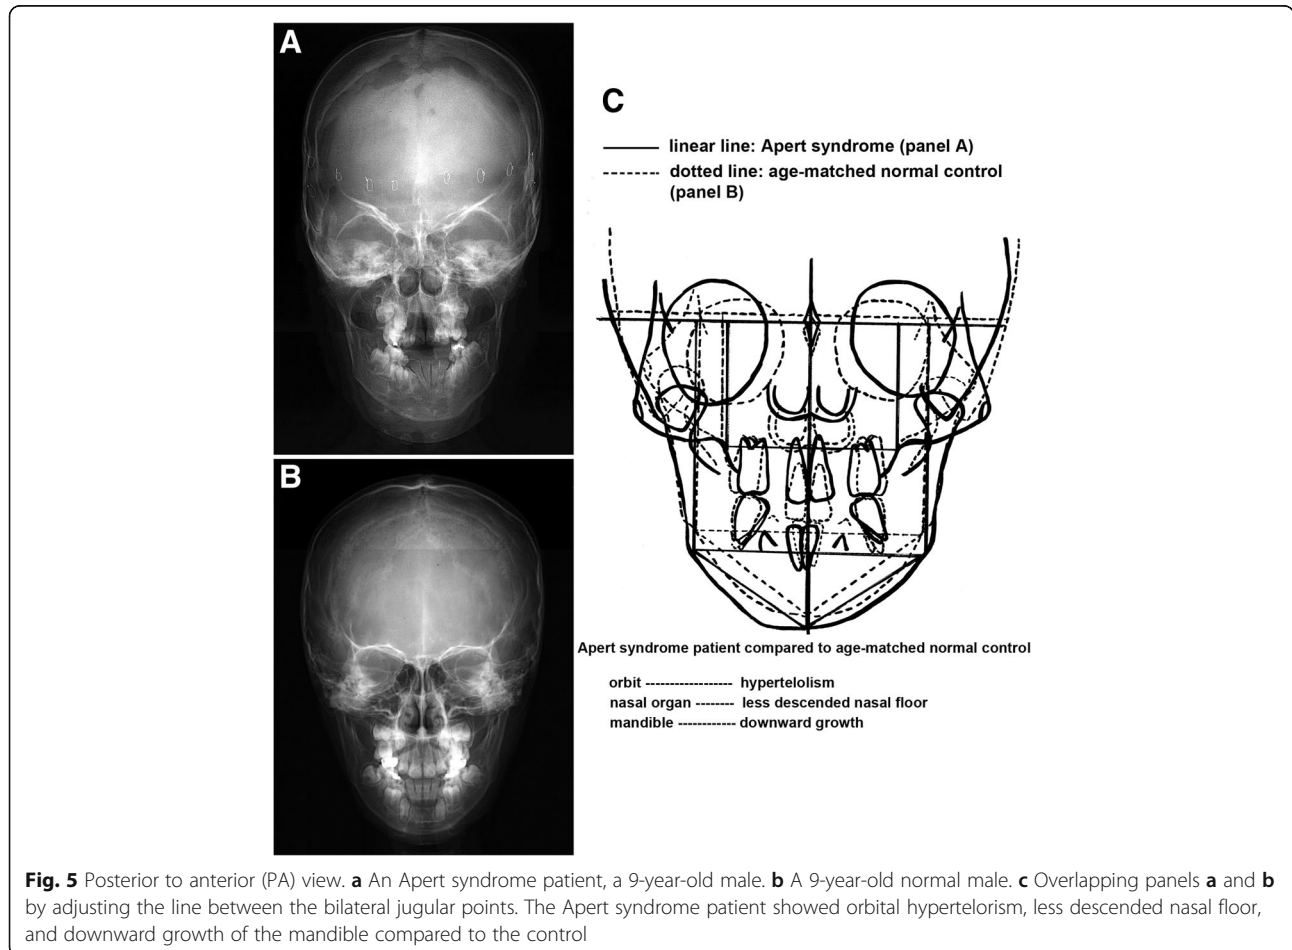 A
B
C
linear line: Apert syndrome (panel A)
dotted line: age-matched normal control
(panel B)
Apert syndrome patient compared to age-matched normal control
orbit ------------------ hypertelolism
nasal organ -------- less descended nasal floor
mandible ------------ downward growth
Fig. 5 Posterior to anterior (PA) view. a An Apert syndrome patient, a 9-year-old male. b A 9-year-old normal male. c Overlapping panels a and b
by adjusting the line between the bilateral jugular points. The Apert syndrome patient showed orbital hypertelorism, less descended nasal floor,
and downward growth of the mandible compared to the control